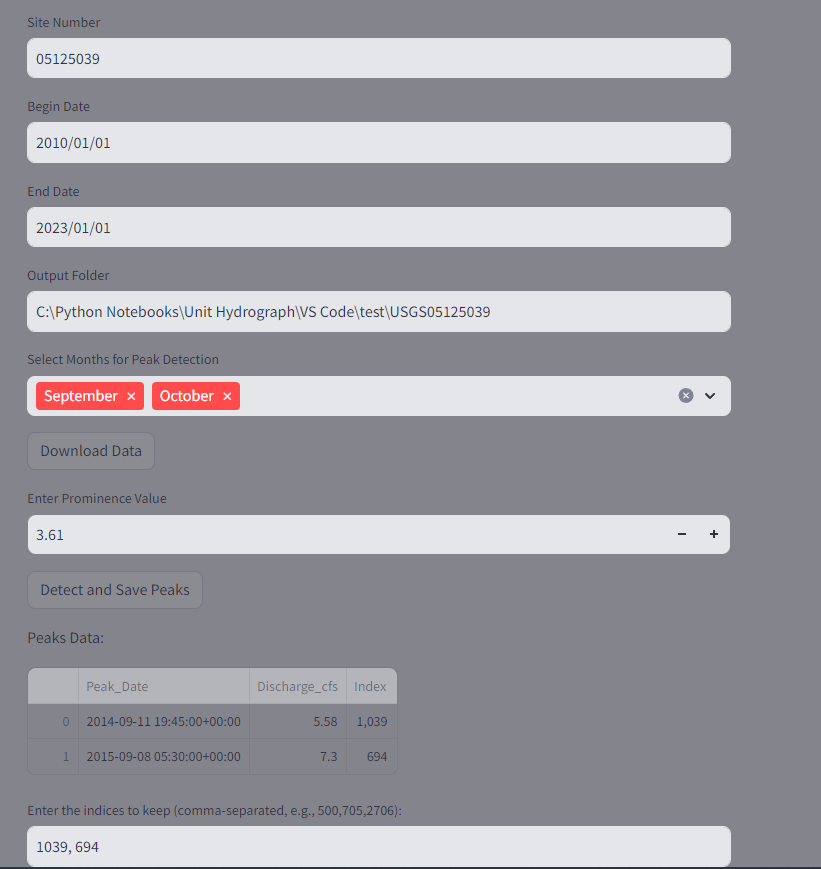 Site Number
05125039
Begin Date
2010/01/01
End Date
2023/01/01
Output Folder
C:\Python Notebooks\Unit Hydrograph\VS Code\test\USGS05125039
Select Months for Peak Detection
September × October ×
Download Data
Enter Prominence Value
3.61 − +
Detect and Save Peaks
Peaks Data:
Peak_Date Discharge_cfs Index
0 2014-09-11 19:45:00+00:00 5.58 1,039
1 2015-09-08 05:30:00+00:00 7.3 694
Enter the indices to keep (comma-separated, e.g., 500,705,2706):
1039, 694